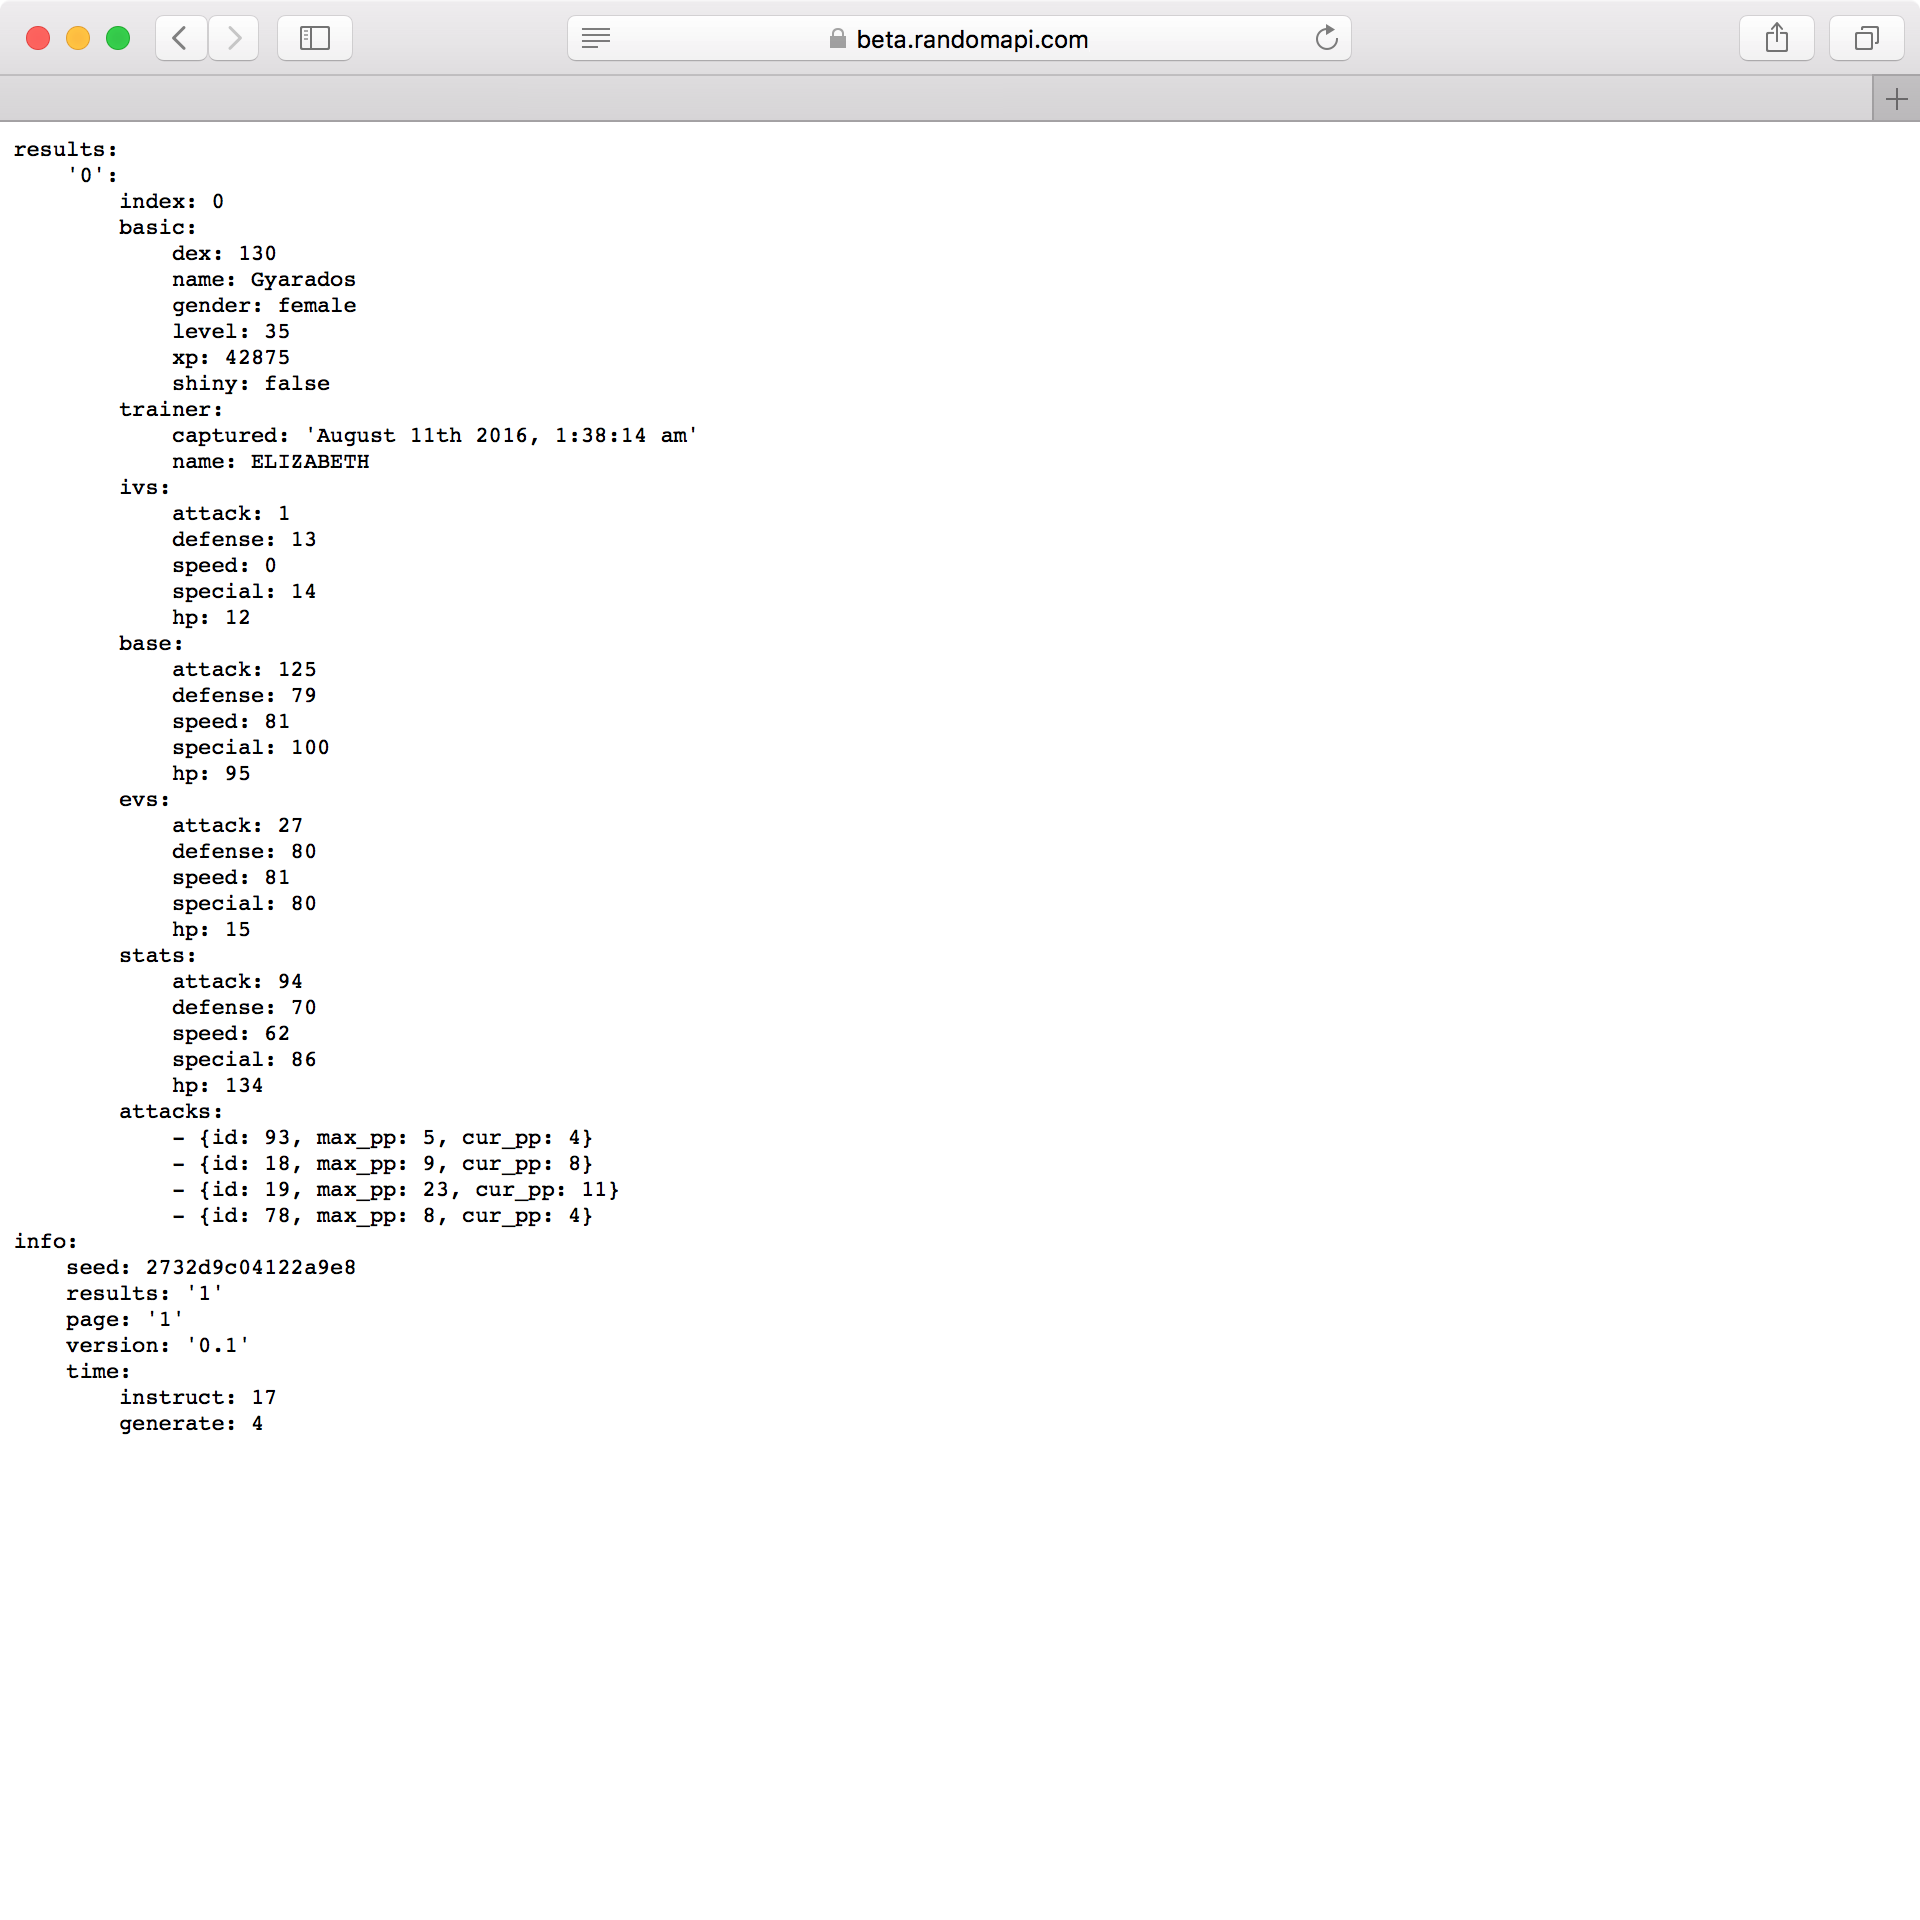 beta.randomapi.com
results:
    '0':
        index: 0
        basic:
            dex: 130
            name: Gyarados
            gender: female
            level: 35
            xp: 42875
            shiny: false
        trainer:
            captured: 'August 11th 2016, 1:38:14 am'
            name: ELIZABETH
        ivs:
            attack: 1
            defense: 13
            speed: 0
            special: 14
            hp: 12
        base:
            attack: 125
            defense: 79
            speed: 81
            special: 100
            hp: 95
        evs:
            attack: 27
            defense: 80
            speed: 81
            special: 80
            hp: 15
        stats:
            attack: 94
            defense: 70
            speed: 62
            special: 86
            hp: 134
        attacks:
            - {id: 93, max_pp: 5, cur_pp: 4}
            - {id: 18, max_pp: 9, cur_pp: 8}
            - {id: 19, max_pp: 23, cur_pp: 11}
            - {id: 78, max_pp: 8, cur_pp: 4}
info:
    seed: 2732d9c04122a9e8
    results: '1'
    page: '1'
    version: '0.1'
    time:
        instruct: 17
        generate: 4